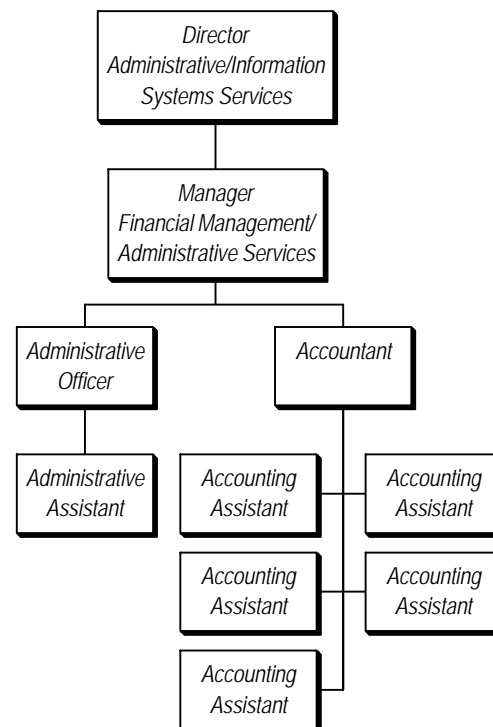 Director
Administrative/Information
Systems Services
Manager
Financial Management/
Administrative Services
Administrative
Officer
Accountant
Administrative
Assistant
Accounting
Assistant
Accounting
Assistant
Accounting
Assistant
Accounting
Assistant
Accounting
Assistant